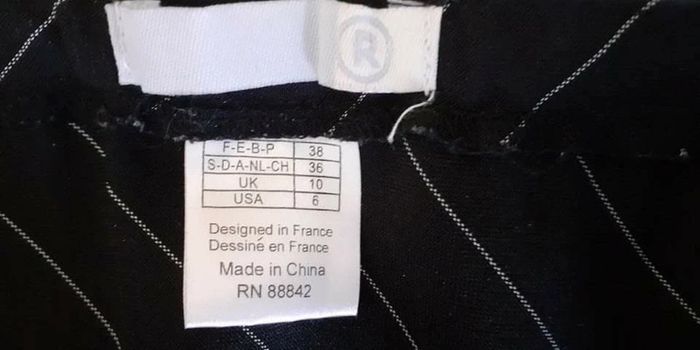 R
F-E-B-P 38
S-D-A-NL-CH 36
UK 10
USA 6
Designed in France
Dessiné en France
Made in China
RN 88842